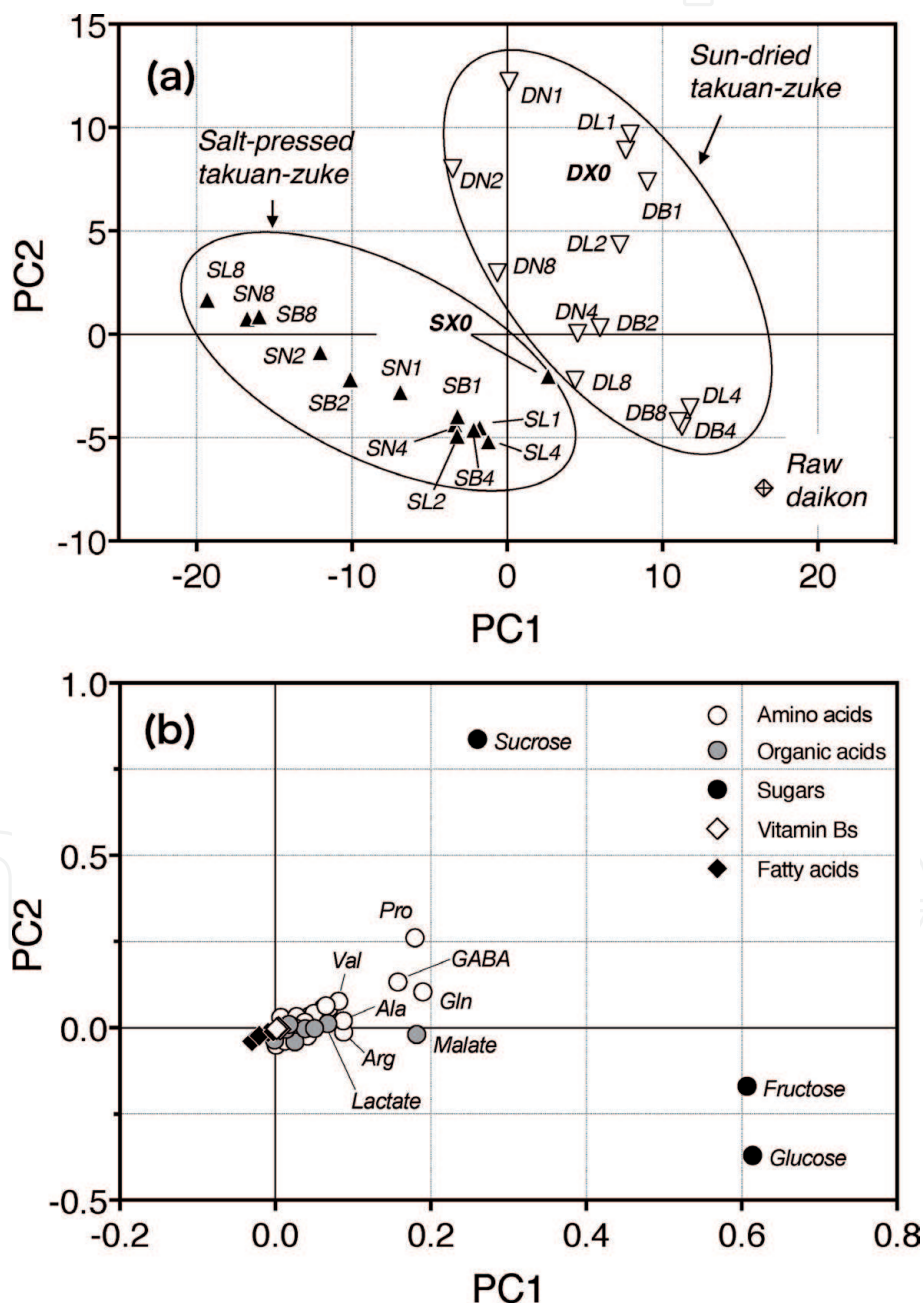 (a)
Sun-dried
takuan-zuke
Salt-pressed
takuan-zuke
DN1
DL1
DX0
DN2
DB1
DL2
DN8
DN4
DB2
DL8
DL4
DB8
DB4
SL8
SN8
SB8
SX0
SN2
SN1
SB2
SB1
SL1
SN4
SL4
SB4
SL2
Raw
daikon
15
10
5
0
-5
-10
PC2
-20
-10
0
10
20
PC1
(b)
Sucrose
Amino acids
Organic acids
Sugars
Vitamin Bs
Fatty acids
Pro
GABA
Val
Gln
Ala
Malate
Arg
Lactate
Fructose
Glucose
1.0
0.5
0.0
-0.5
PC2
-0.2
0.0
0.2
0.4
0.6
0.8
PC1